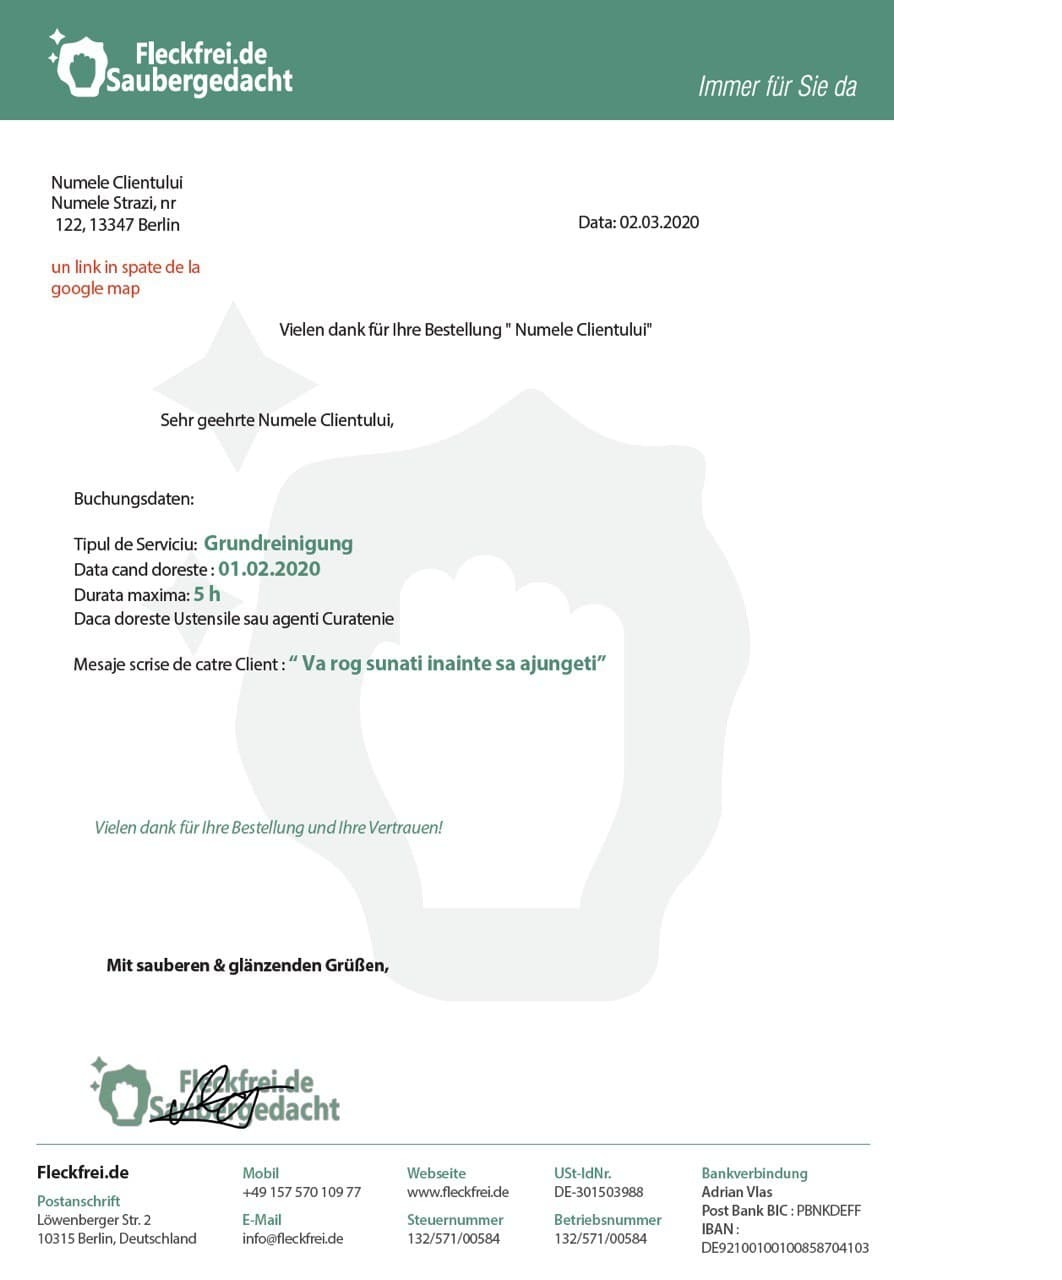 Fleckfrei.de
Saubergedacht
Immer für Sie da
Numele Clientului
Numele Strazi, nr
122, 13347 Berlin
Data: 02.03.2020
un link in spate de la
google map
Vielen dank für Ihre Bestellung " Numele Clientului"
Sehr geehrte Numele Clientului,
Buchungsdaten:
Tipul de Serviciu: Grundreinigung
Data cand doreste : 01.02.2020
Durata maxima: 5 h
Daca doreste Ustensile sau agenti Curatenie
Mesaje scrise de catre Client : “ Va rog sunati inainte sa ajungeti”
Vielen dank für Ihre Bestellung und Ihre Vertrauen!
Mit sauberen & glänzenden Grüßen,
Fleckfrei.de
Saubergedacht
Fleckfrei.de
Postanschrift
Löwenberger Str. 2
10315 Berlin, Deutschland
Mobil
+49 157 570 109 77
E-Mail
info@fleckfrei.de
Webseite
www.fleckfrei.de
Steuernummer
132/571/00584
USt-IdNr.
DE-301503988
Betriebsnummer
132/571/00584
Bankverbindung
Adrian Vlas
Post Bank BIC : PBNKDEFF
IBAN :
DE92100100100858704103